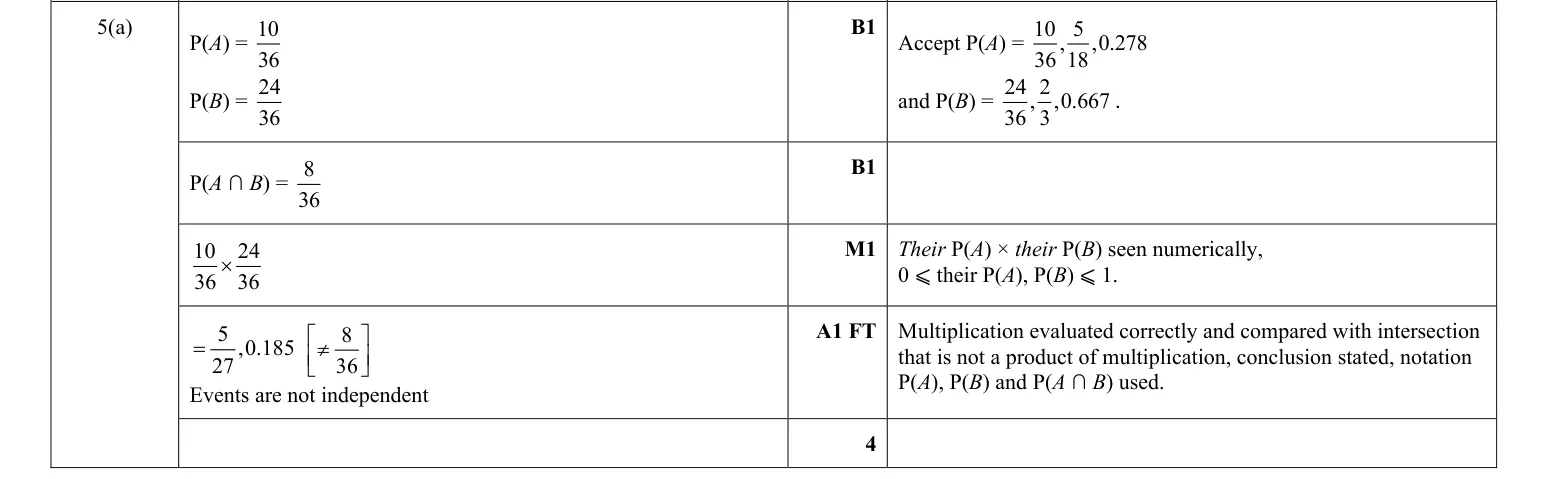 5(a)
P(A) = 10/36
P(B) = 24/36
B1
Accept P(A) = 10/36, 5/18, 0.278
and P(B) = 24/36, 2/3, 0.667 .
P(A ∩ B) = 8/36
B1
10/36 × 24/36
M1
Their P(A) × their P(B) seen numerically,
0 ⩽ their P(A), P(B) ⩽ 1.
= 5/27, 0.185 [≠ 8/36]
Events are not independent
A1 FT
Multiplication evaluated correctly and compared with intersection
that is not a product of multiplication, conclusion stated, notation
P(A), P(B) and P(A ∩ B) used.
4